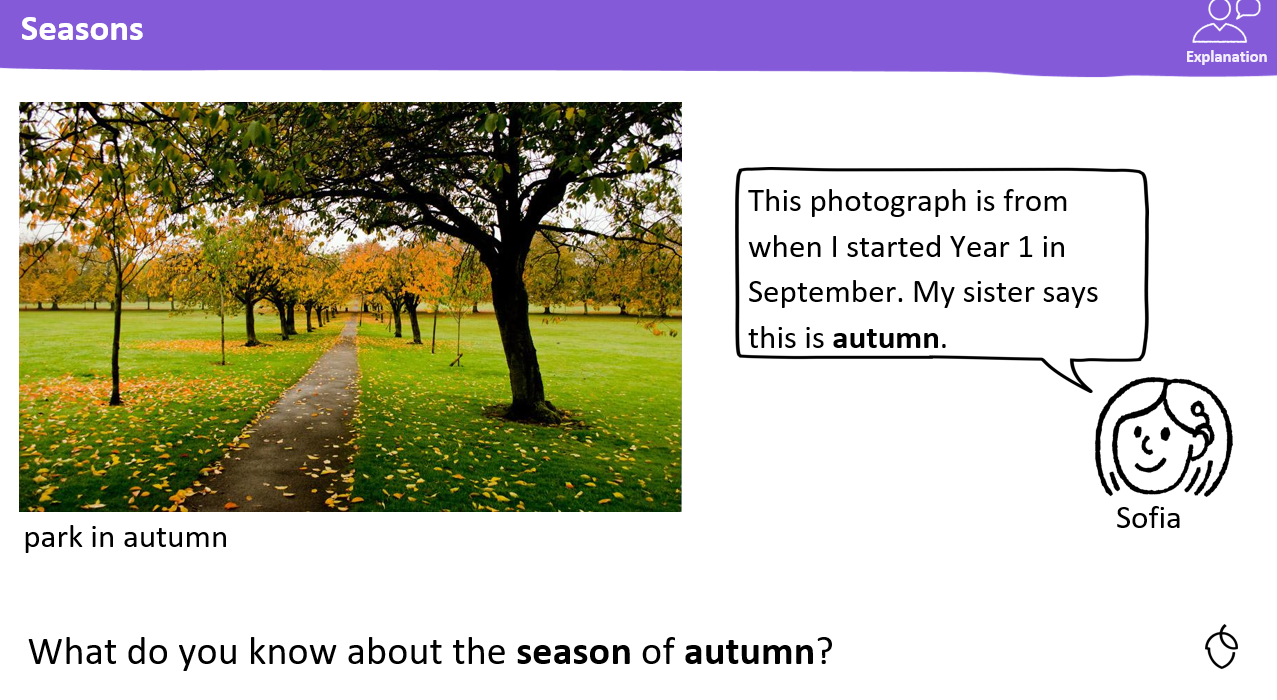 Seasons
Explanation
This photograph is from
when I started Year 1 in
September. My sister says
this is autumn.
Sofia
park in autumn
What do you know about the season of autumn?